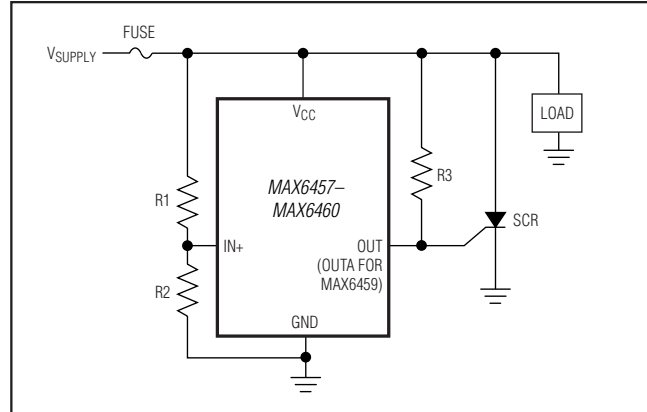 FUSE
VSUPPLY
VCC
LOAD
R3
MAX6457–
MAX6460
R1
SCR
IN+
OUT
(OUTA FOR
MAX6459)
R2
GND